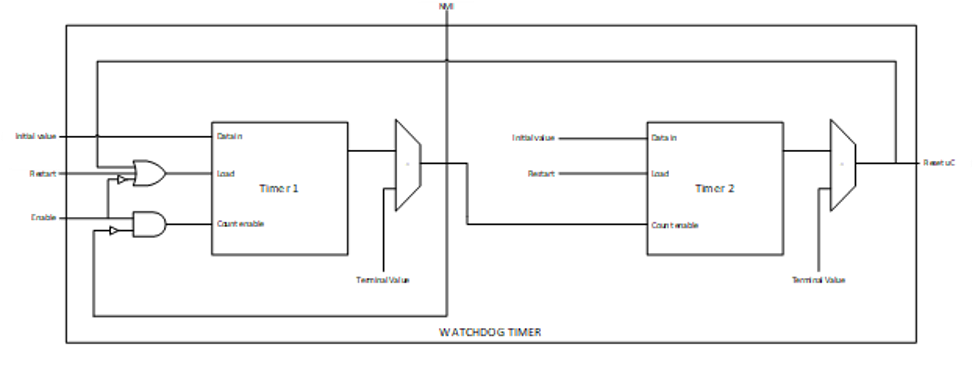 NMI
Initial value
Data in
Initial value
Data in
Restart
Load
Timer 1
Restart
Load
Timer 2
Reset uC
Enable
Count enable
Count enable
Terminal Value
Terminal Value
WATCHDOG TIMER